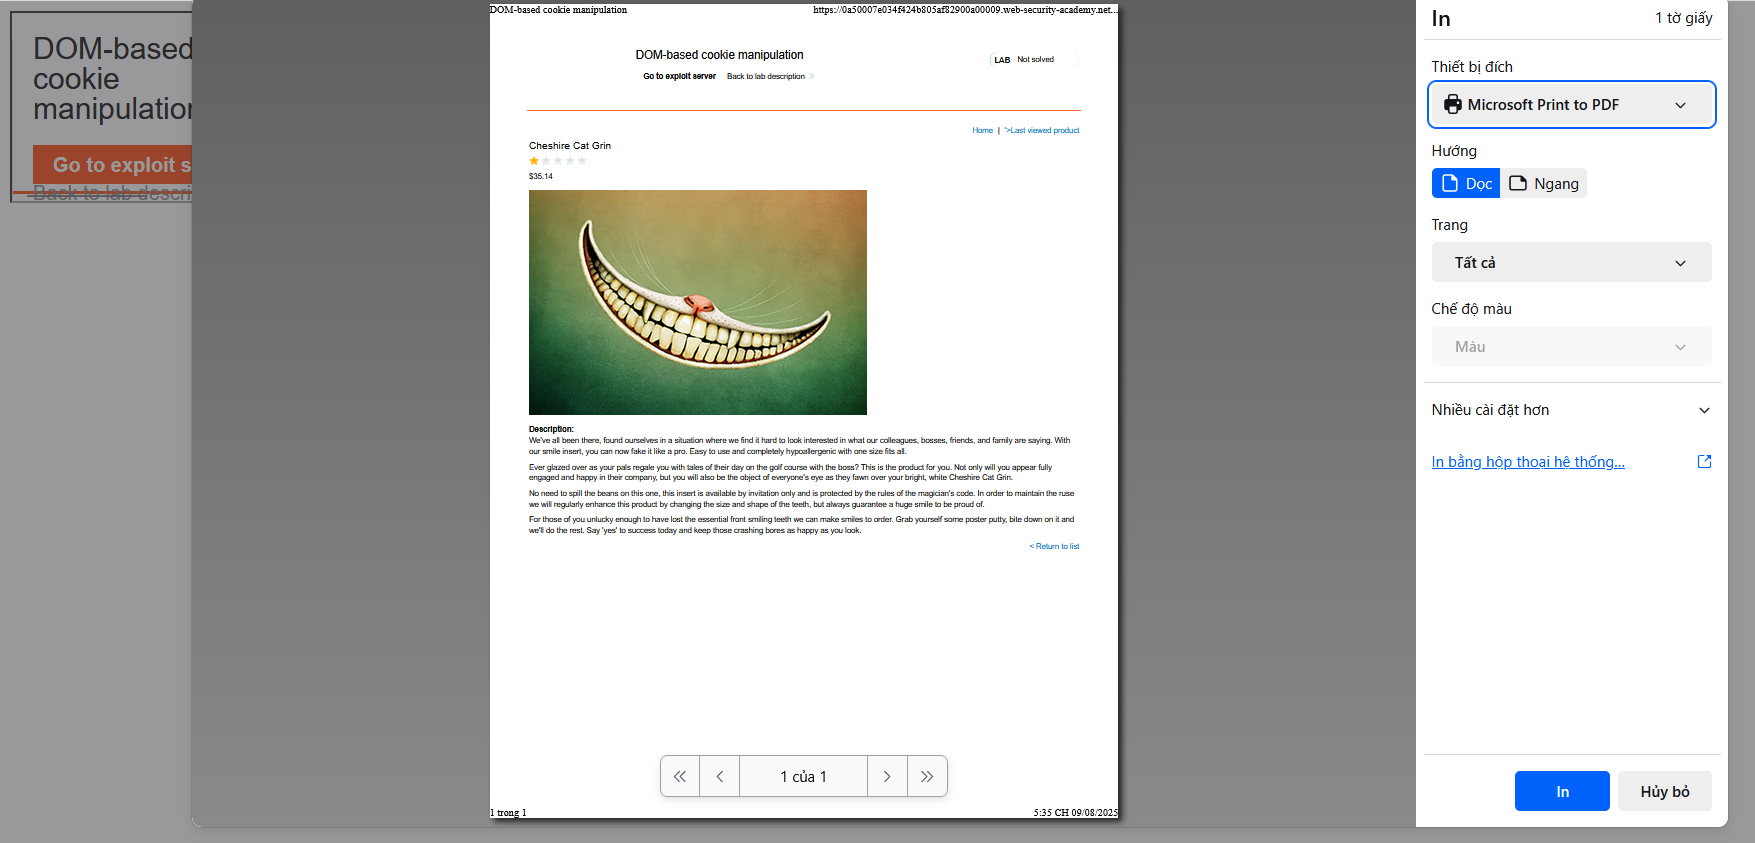 DOM-based
cookie
manipulation
Go to exploit s
Back to lab descri
DOM-based cookie manipulation
https://0a50007e034f424b805af82900a00009.web-security-academy.net...
DOM-based cookie manipulation
Go to exploit server
Back to lab description »
LAB Not solved
Home | '>Last viewed product
Cheshire Cat Grin
$35.14
Description:
We've all been there, found ourselves in a situation where we find it hard to look interested in what our colleagues, bosses, friends, and family are saying. With
our smile insert, you can now fake it like a pro. Easy to use and completely hypoallergenic with one size fits all.
Ever glazed over as your pals regale you with tales of their day on the golf course with the boss? This is the product for you. Not only will you appear fully
engaged and happy in their company, but you will also be the object of everyone's eye as they fawn over your bright, white Cheshire Cat Grin.
No need to spill the beans on this one, this insert is available by invitation only and is protected by the rules of the magician's code. In order to maintain the ruse
we will regularly enhance this product by changing the size and shape of the teeth, but always guarantee a huge smile to be proud of.
For those of you unlucky enough to have lost the essential front smiling teeth we can make smiles to order. Grab yourself some poster putty, bite down on it and
we'll do the rest. Say 'yes' to success today and keep those crashing bores as happy as you look.
< Return to list
1 của 1
1 trong 1
5:35 CH 09/08/2025
In
1 tờ giấy
Thiết bị đích
Microsoft Print to PDF
Hướng
Dọc
Ngang
Trang
Tất cả
Chế độ màu
Màu
Nhiều cài đặt hơn
In bằng hộp thoại hệ thống...
In
Hủy bỏ